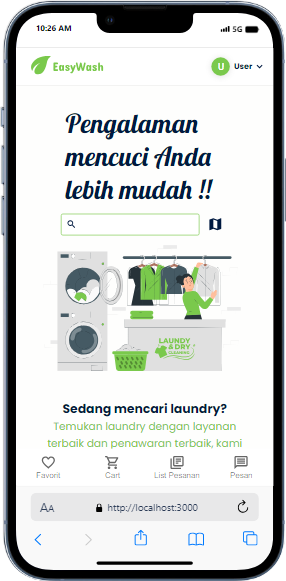 10:26 AM
5G
EasyWash
U
User
Pengalaman
mencuci Anda
lebih mudah !!
LAUNDY
& DRY
CLEANING
Sedang mencari laundry?
Temukan laundry dengan layanan
terbaik dan penawaran terbaik, kami
Favorit
Cart
List Pesanan
Pesan
AA
http://localhost:3000